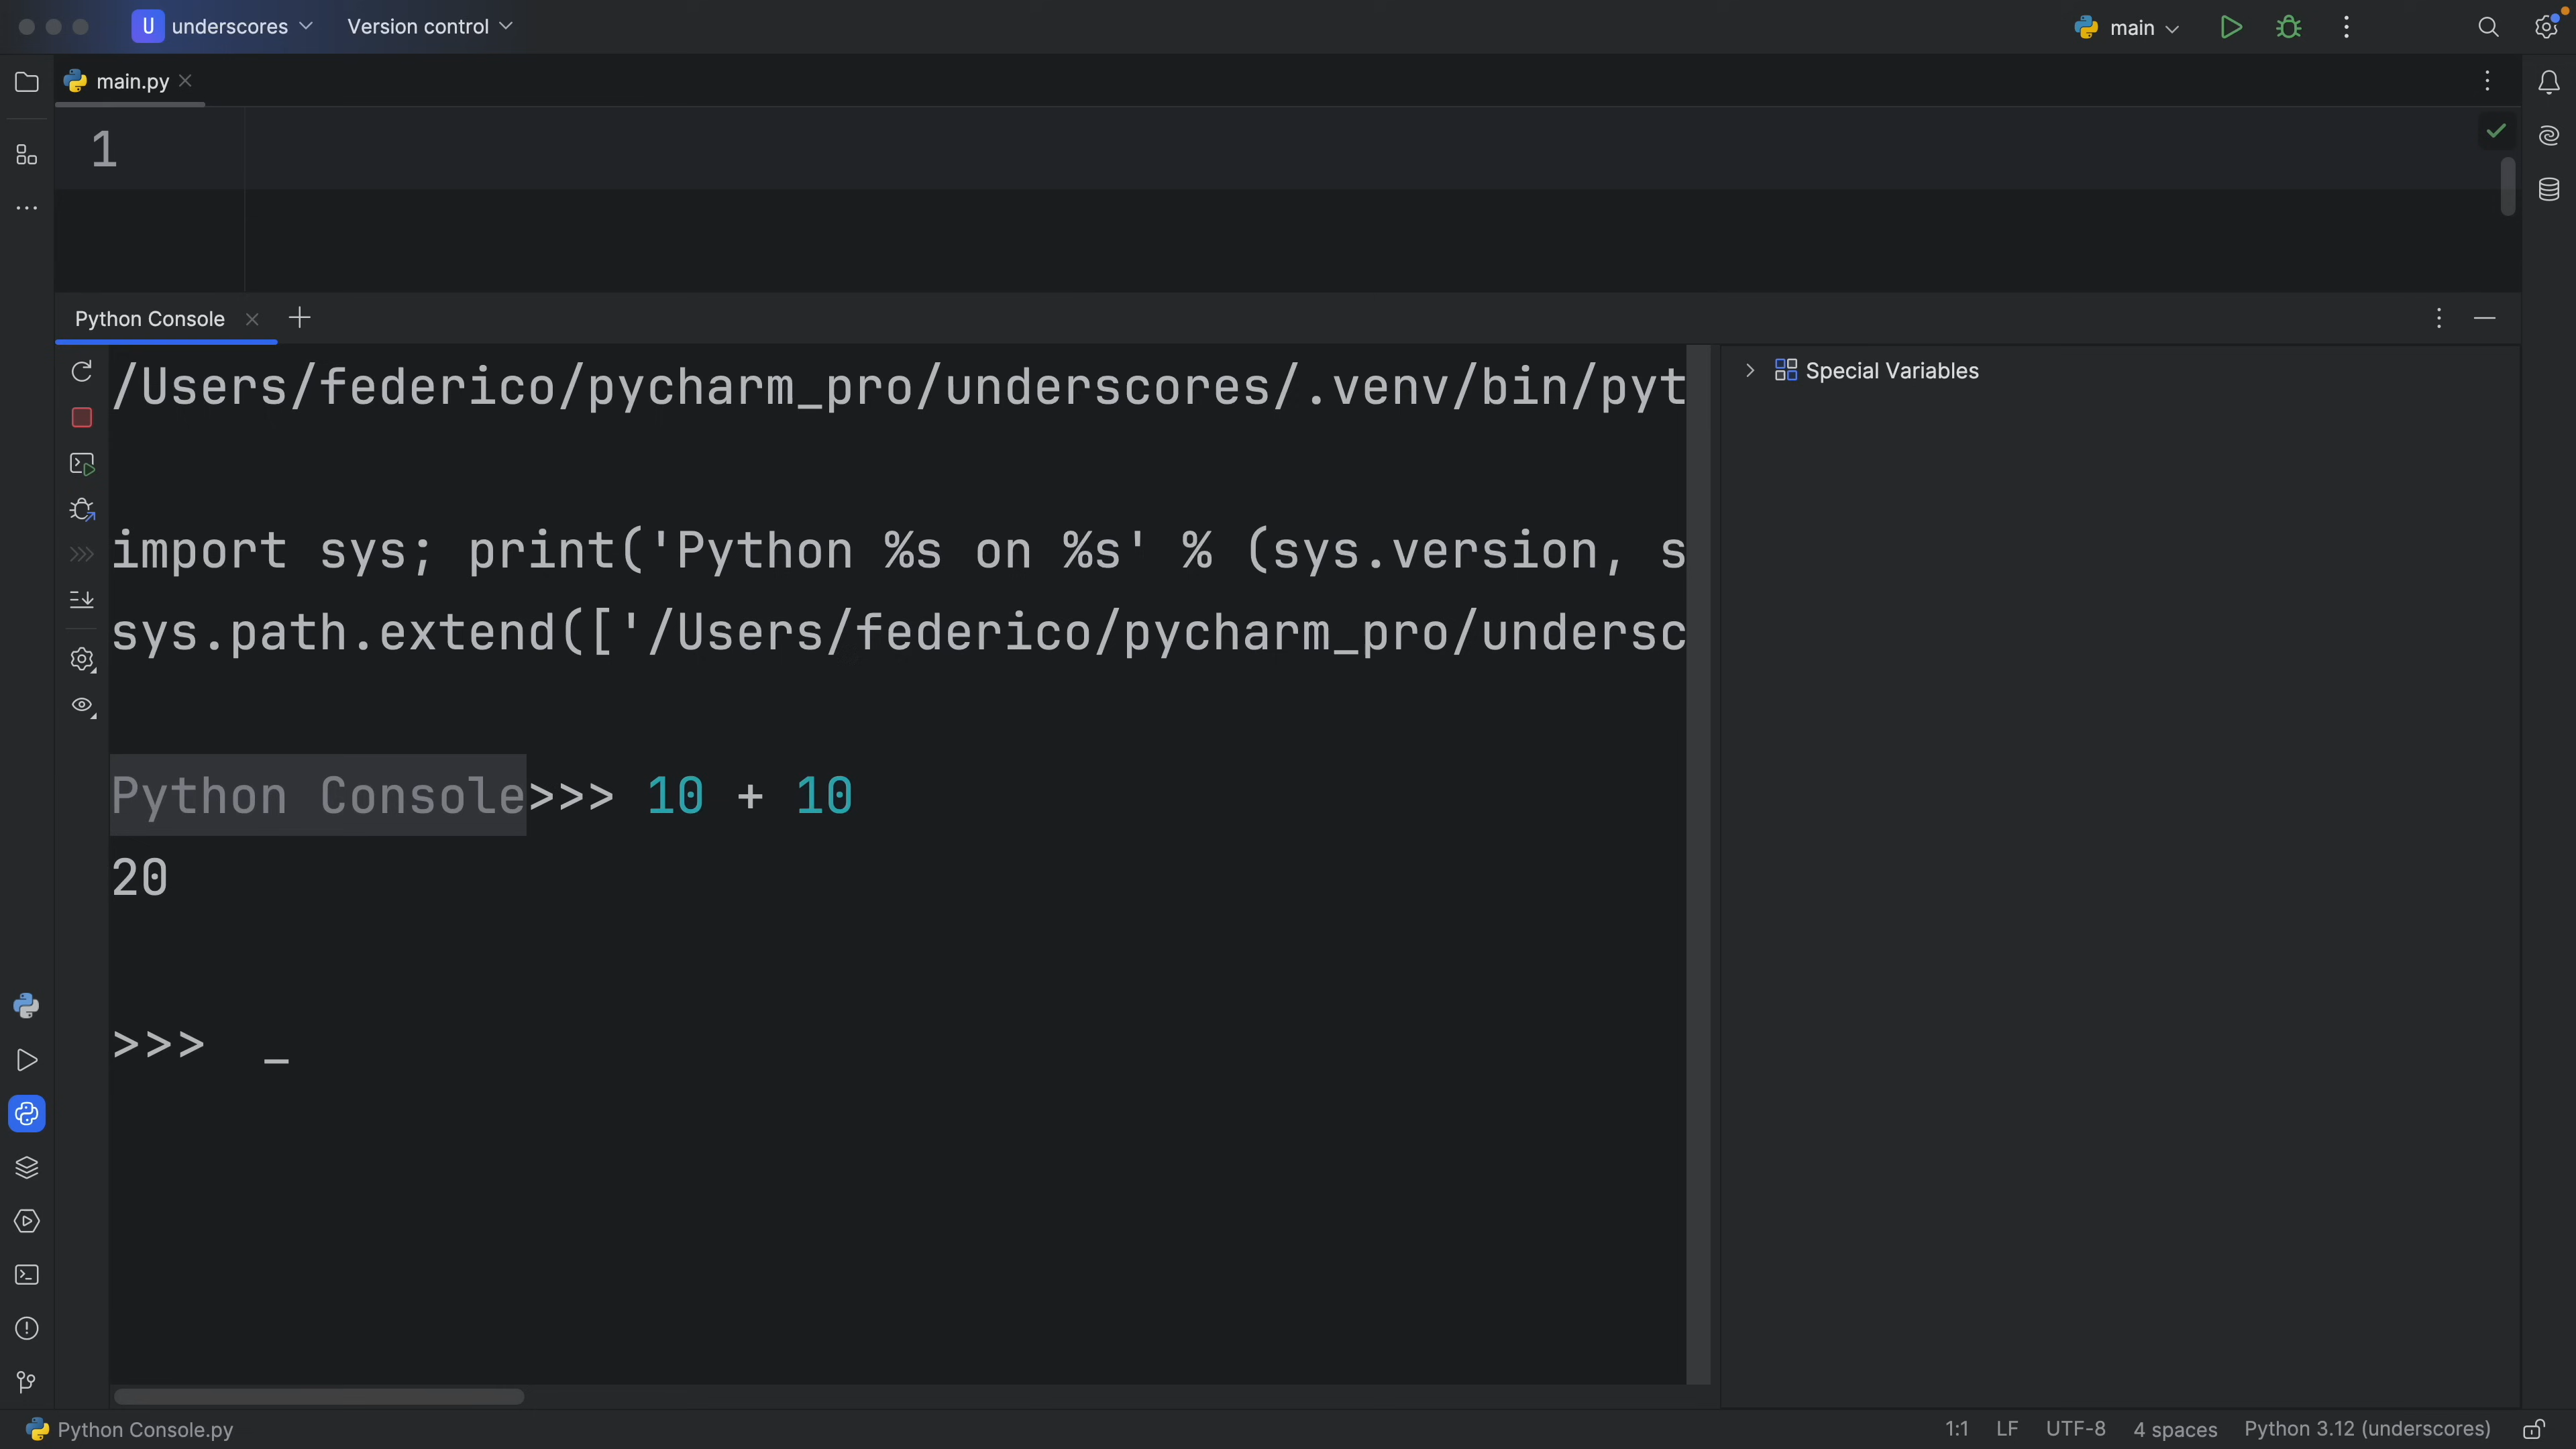 U underscores Version control main
main.py
1
Python Console
/Users/federico/pycharm_pro/underscores/.venv/bin/pyt
Special Variables
import sys; print('Python %s on %s' % (sys.version, s
sys.path.extend(['/Users/federico/pycharm_pro/undersc
Python Console>>> 10 + 10
20
>>> _
Python Console.py 1:1 LF UTF-8 4 spaces Python 3.12 (underscores)